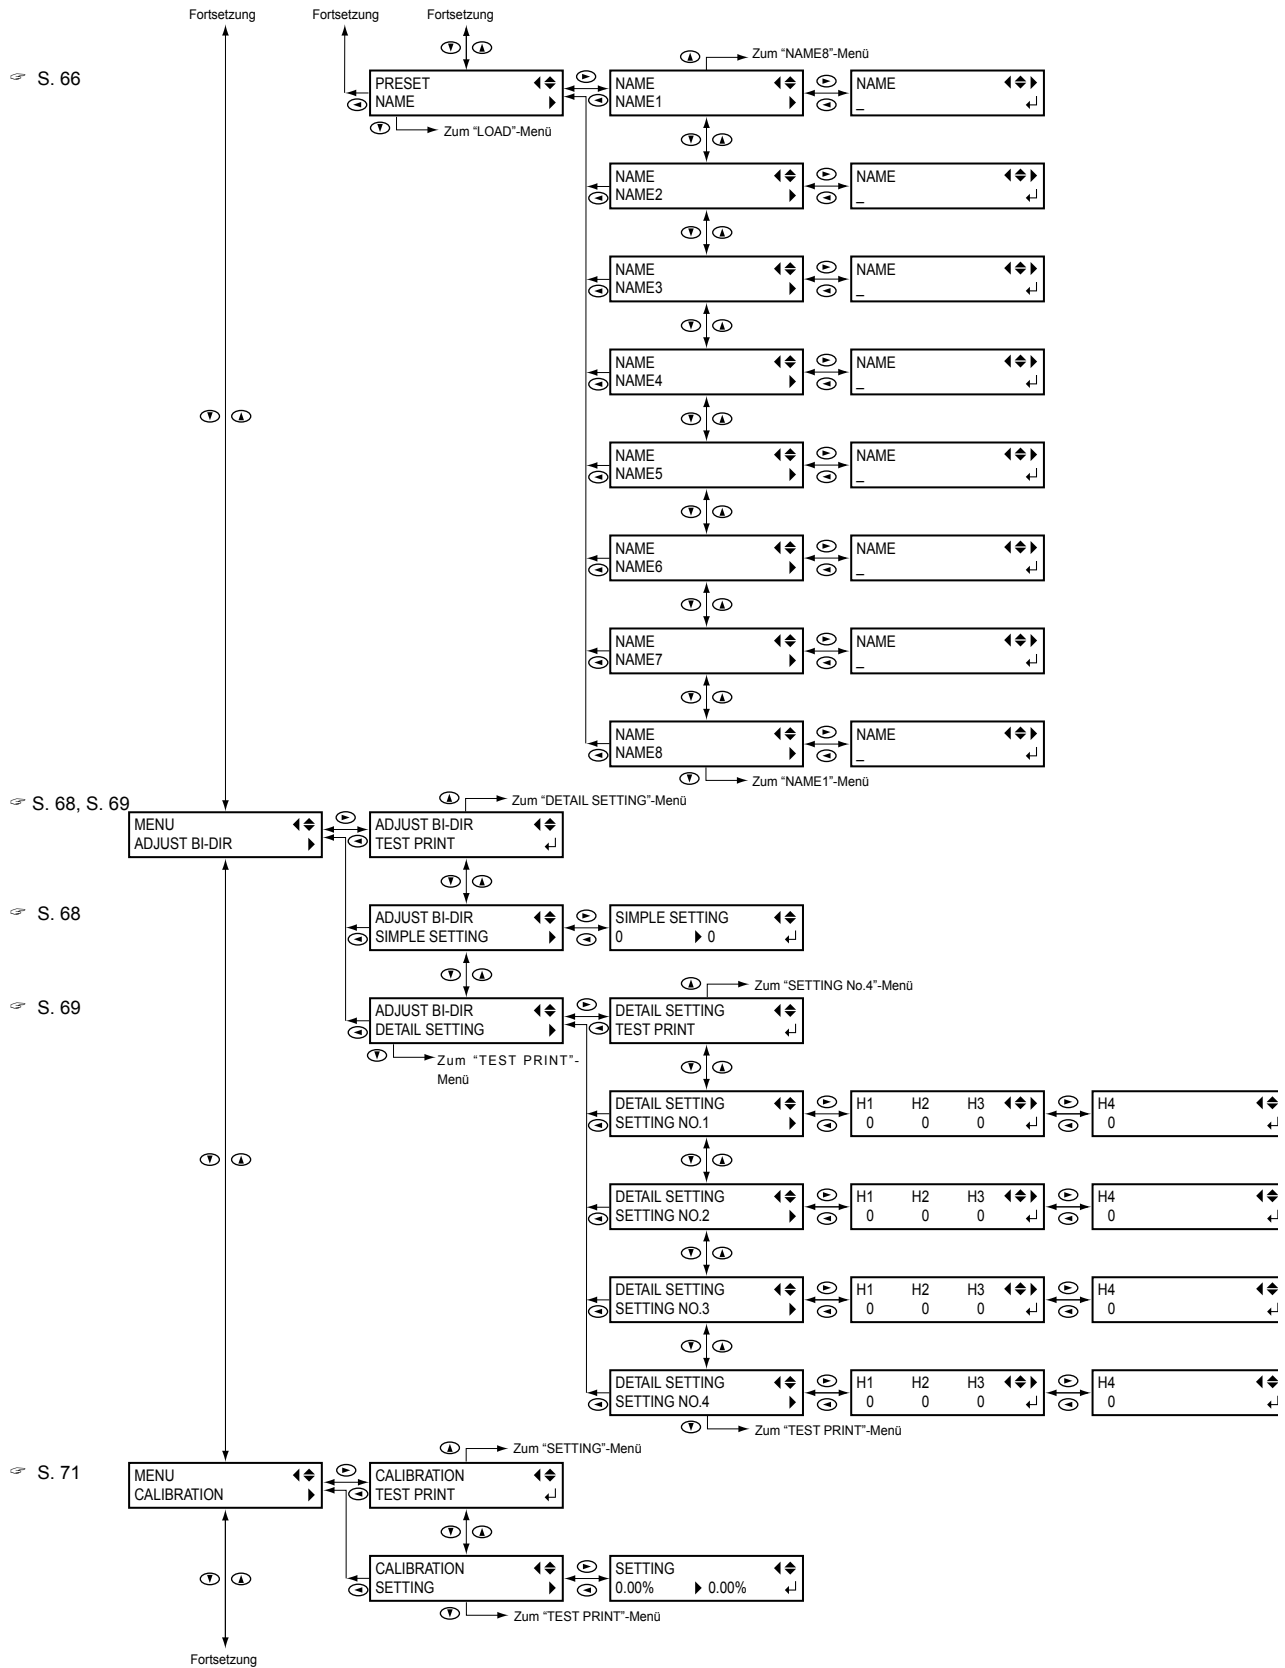 Fortsetzung Fortsetzung Fortsetzung
Zum “NAME8”-Menü
☞ S. 66
PRESET
NAME
NAME
NAME1
NAME
_
Zum “LOAD”-Menü
NAME
NAME2
NAME
_
NAME
NAME3
NAME
_
NAME
NAME4
NAME
_
NAME
NAME5
NAME
_
NAME
NAME6
NAME
_
NAME
NAME7
NAME
_
NAME
NAME8
NAME
_
Zum “NAME1”-Menü
☞ S. 68, S. 69
Zum “DETAIL SETTING”-Menü
MENU
ADJUST BI-DIR
ADJUST BI-DIR
TEST PRINT
☞ S. 68
ADJUST BI-DIR
SIMPLE SETTING
SIMPLE SETTING
0 0
Zum “SETTING No.4”-Menü
☞ S. 69
ADJUST BI-DIR
DETAIL SETTING
DETAIL SETTING
TEST PRINT
Zum “TEST PRINT”-
Menü
DETAIL SETTING
SETTING NO.1
H1 H2 H3
0 0 0
H4
0
DETAIL SETTING
SETTING NO.2
H1 H2 H3
0 0 0
H4
0
DETAIL SETTING
SETTING NO.3
H1 H2 H3
0 0 0
H4
0
DETAIL SETTING
SETTING NO.4
H1 H2 H3
0 0 0
H4
0
Zum “TEST PRINT”-Menü
Zum “SETTING”-Menü
☞ S. 71
MENU
CALIBRATION
CALIBRATION
TEST PRINT
CALIBRATION
SETTING
SETTING
0.00% 0.00%
Zum “TEST PRINT”-Menü
Fortsetzung